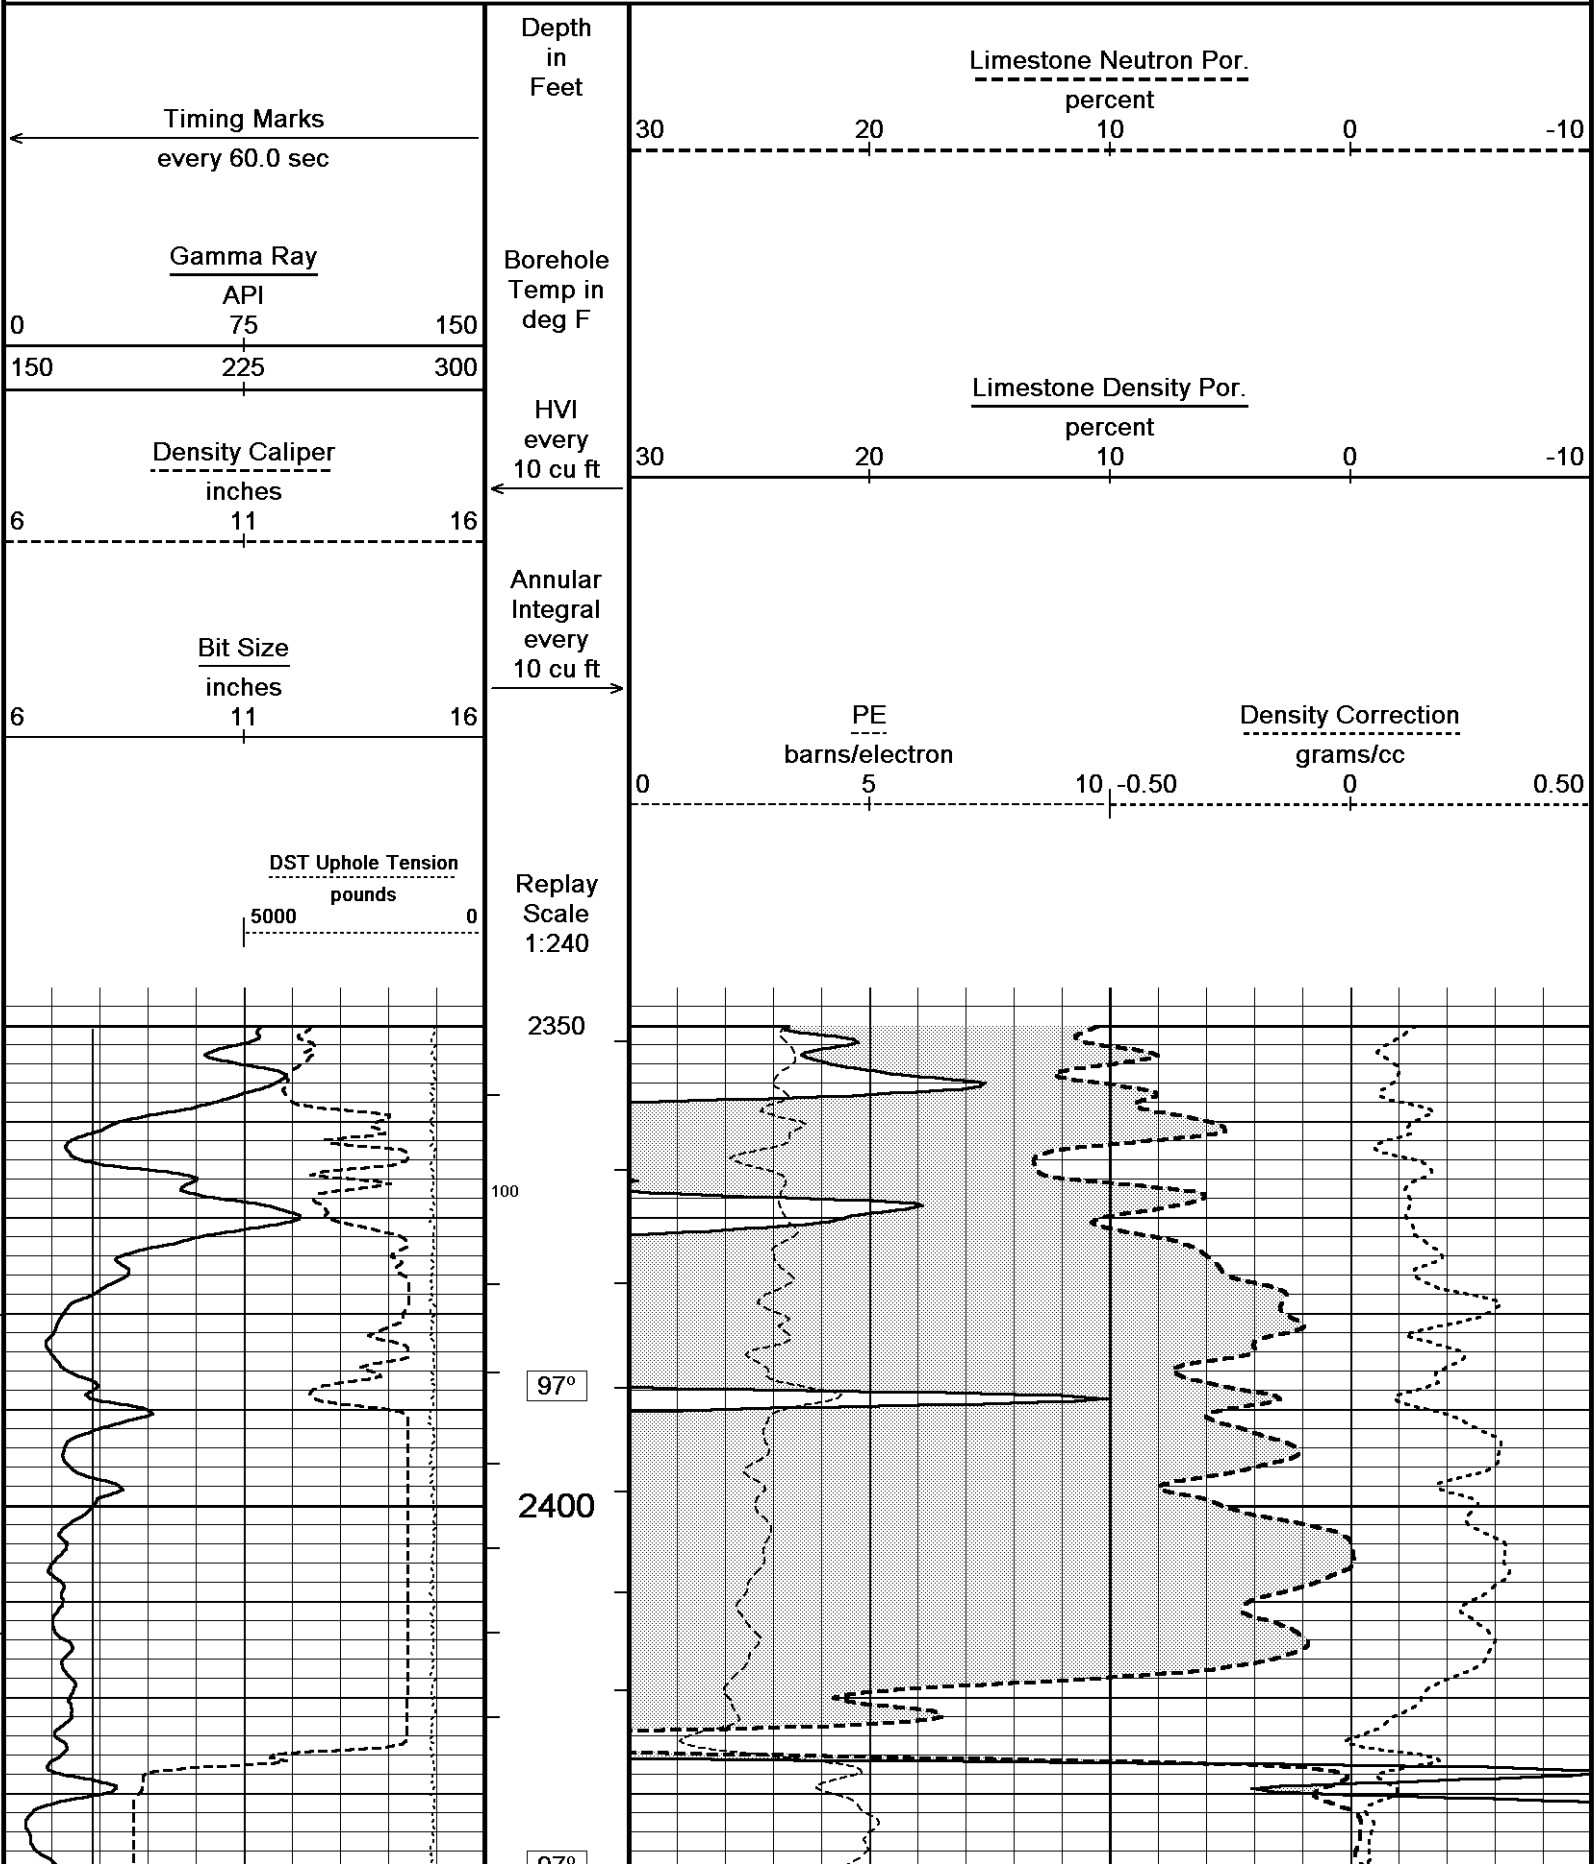 Timing Marks
every 60.0 sec
Gamma Ray
API
0 75 150
150 225 300
Density Caliper
inches
6 11 16
Bit Size
inches
6 11 16
DST Uphole Tension
pounds
5000 0
Depth
in
Feet
Borehole
Temp in
deg F
HVI
every
10 cu ft
Annular
Integral
every
10 cu ft
Replay
Scale
1:240
Limestone Neutron Por.
percent
30 20 10 0 -10
Limestone Density Por.
percent
30 20 10 0 -10
PE
barns/electron
0 5 10
Density Correction
grams/cc
-0.50 0 0.50
2350
100
97°
2400